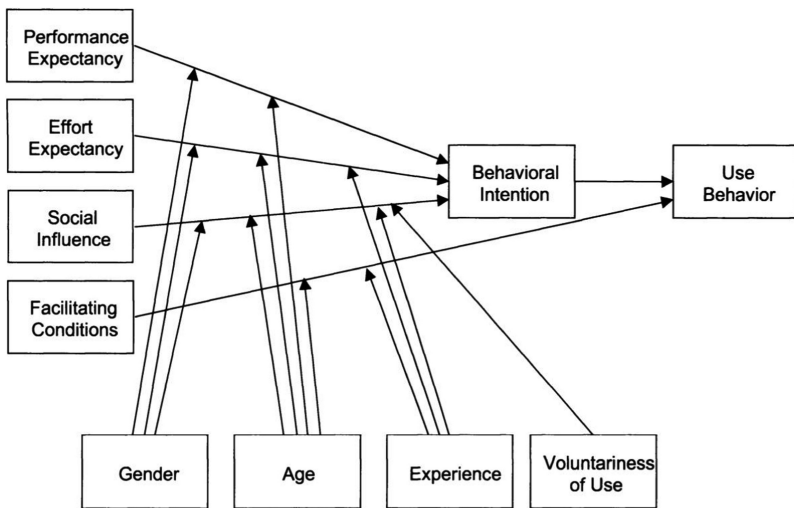 Performance
Expectancy
Effort
Expectancy
Social
Influence
Facilitating
Conditions
Behavioral
Intention
Use
Behavior
Gender
Age
Experience
Voluntariness
of Use